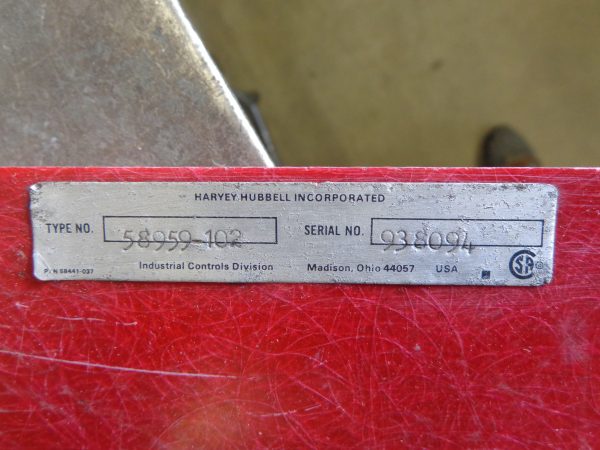 HARVEY HUBBELL INCORPORATED
TYPE NO. 58959-102 SERIAL NO. 938094
Industrial Controls Division Madison, Ohio 44057 USA
P/N 58441-037